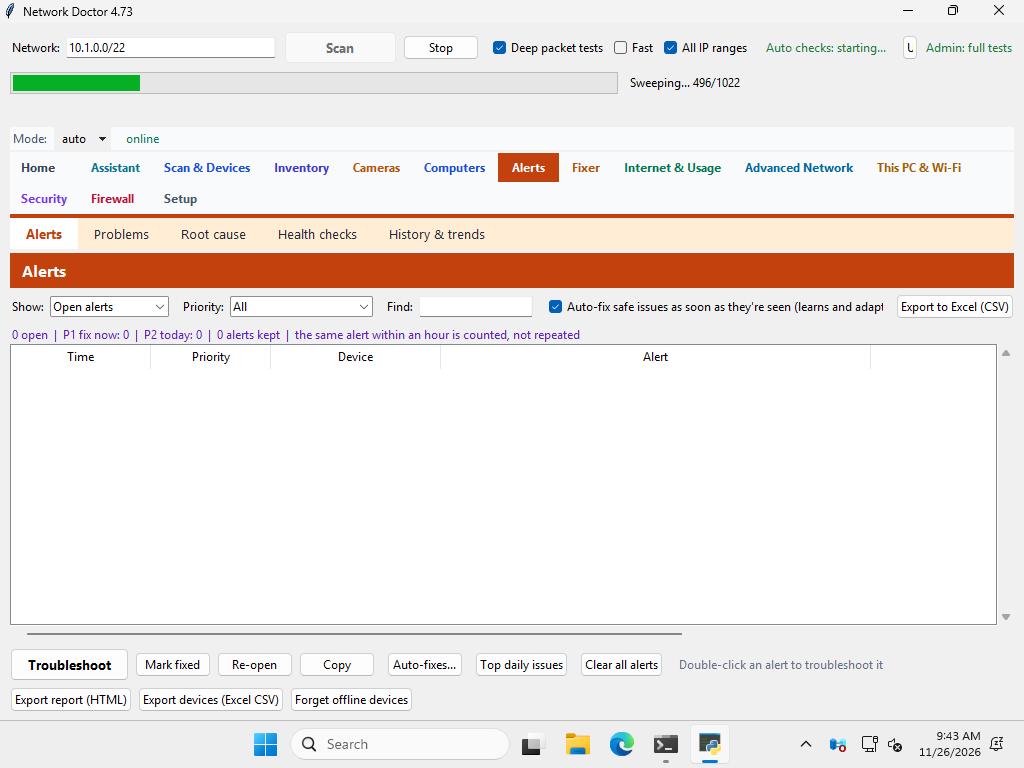 Network Doctor 4.73
Network: 10.1.0.0/22 Scan Stop Deep packet tests Fast All IP ranges Auto checks: starting... Admin: full tests
Sweeping... 496/1022
Mode: auto online
Home Assistant Scan & Devices Inventory Cameras Computers Alerts Fixer Internet & Usage Advanced Network This PC & Wi-Fi
Security Firewall Setup
Alerts Problems Root cause Health checks History & trends
Alerts
Show: Open alerts Priority: All Find: Auto-fix safe issues as soon as they're seen (learns and adapt Export to Excel (CSV)
0 open | P1 fix now: 0 | P2 today: 0 | 0 alerts kept | the same alert within an hour is counted, not repeated
Time Priority Device Alert
Troubleshoot Mark fixed Re-open Copy Auto-fixes... Top daily issues Clear all alerts Double-click an alert to troubleshoot it
Export report (HTML) Export devices (Excel CSV) Forget offline devices
Search
9:43 AM
11/26/2026